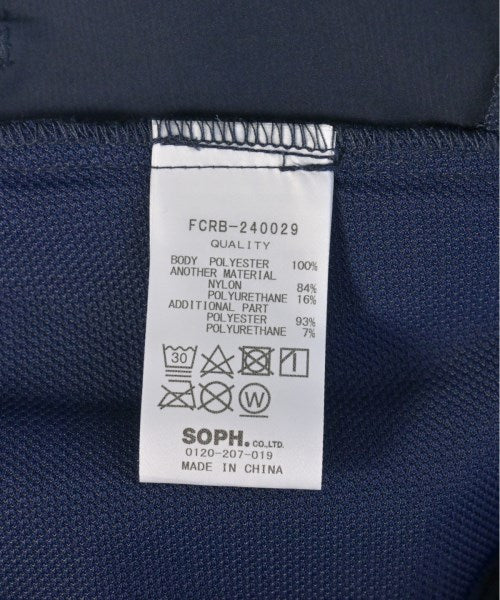 FCRB-240029
QUALITY
BODY POLYESTER 100%
ANOTHER MATERIAL
NYLON 84%
POLYURETHANE 16%
ADDITIONAL PART
POLYESTER 93%
POLYURETHANE 7%
30
W
SOPH. CO.,LTD.
0120-207-019
MADE IN CHINA